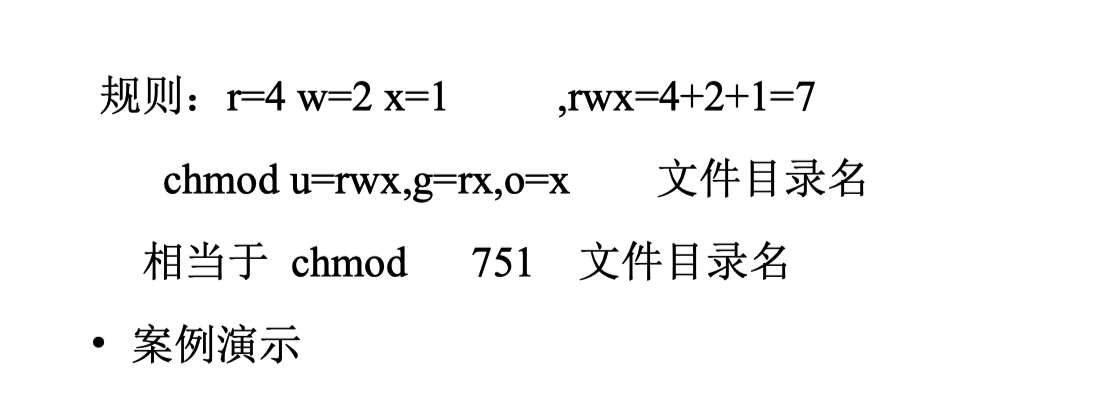 规则：r=4 w=2 x=1 ,rwx=4+2+1=7
chmod u=rwx,g=rx,o=x 文件目录名
相当于 chmod 751 文件目录名
• 案例演示